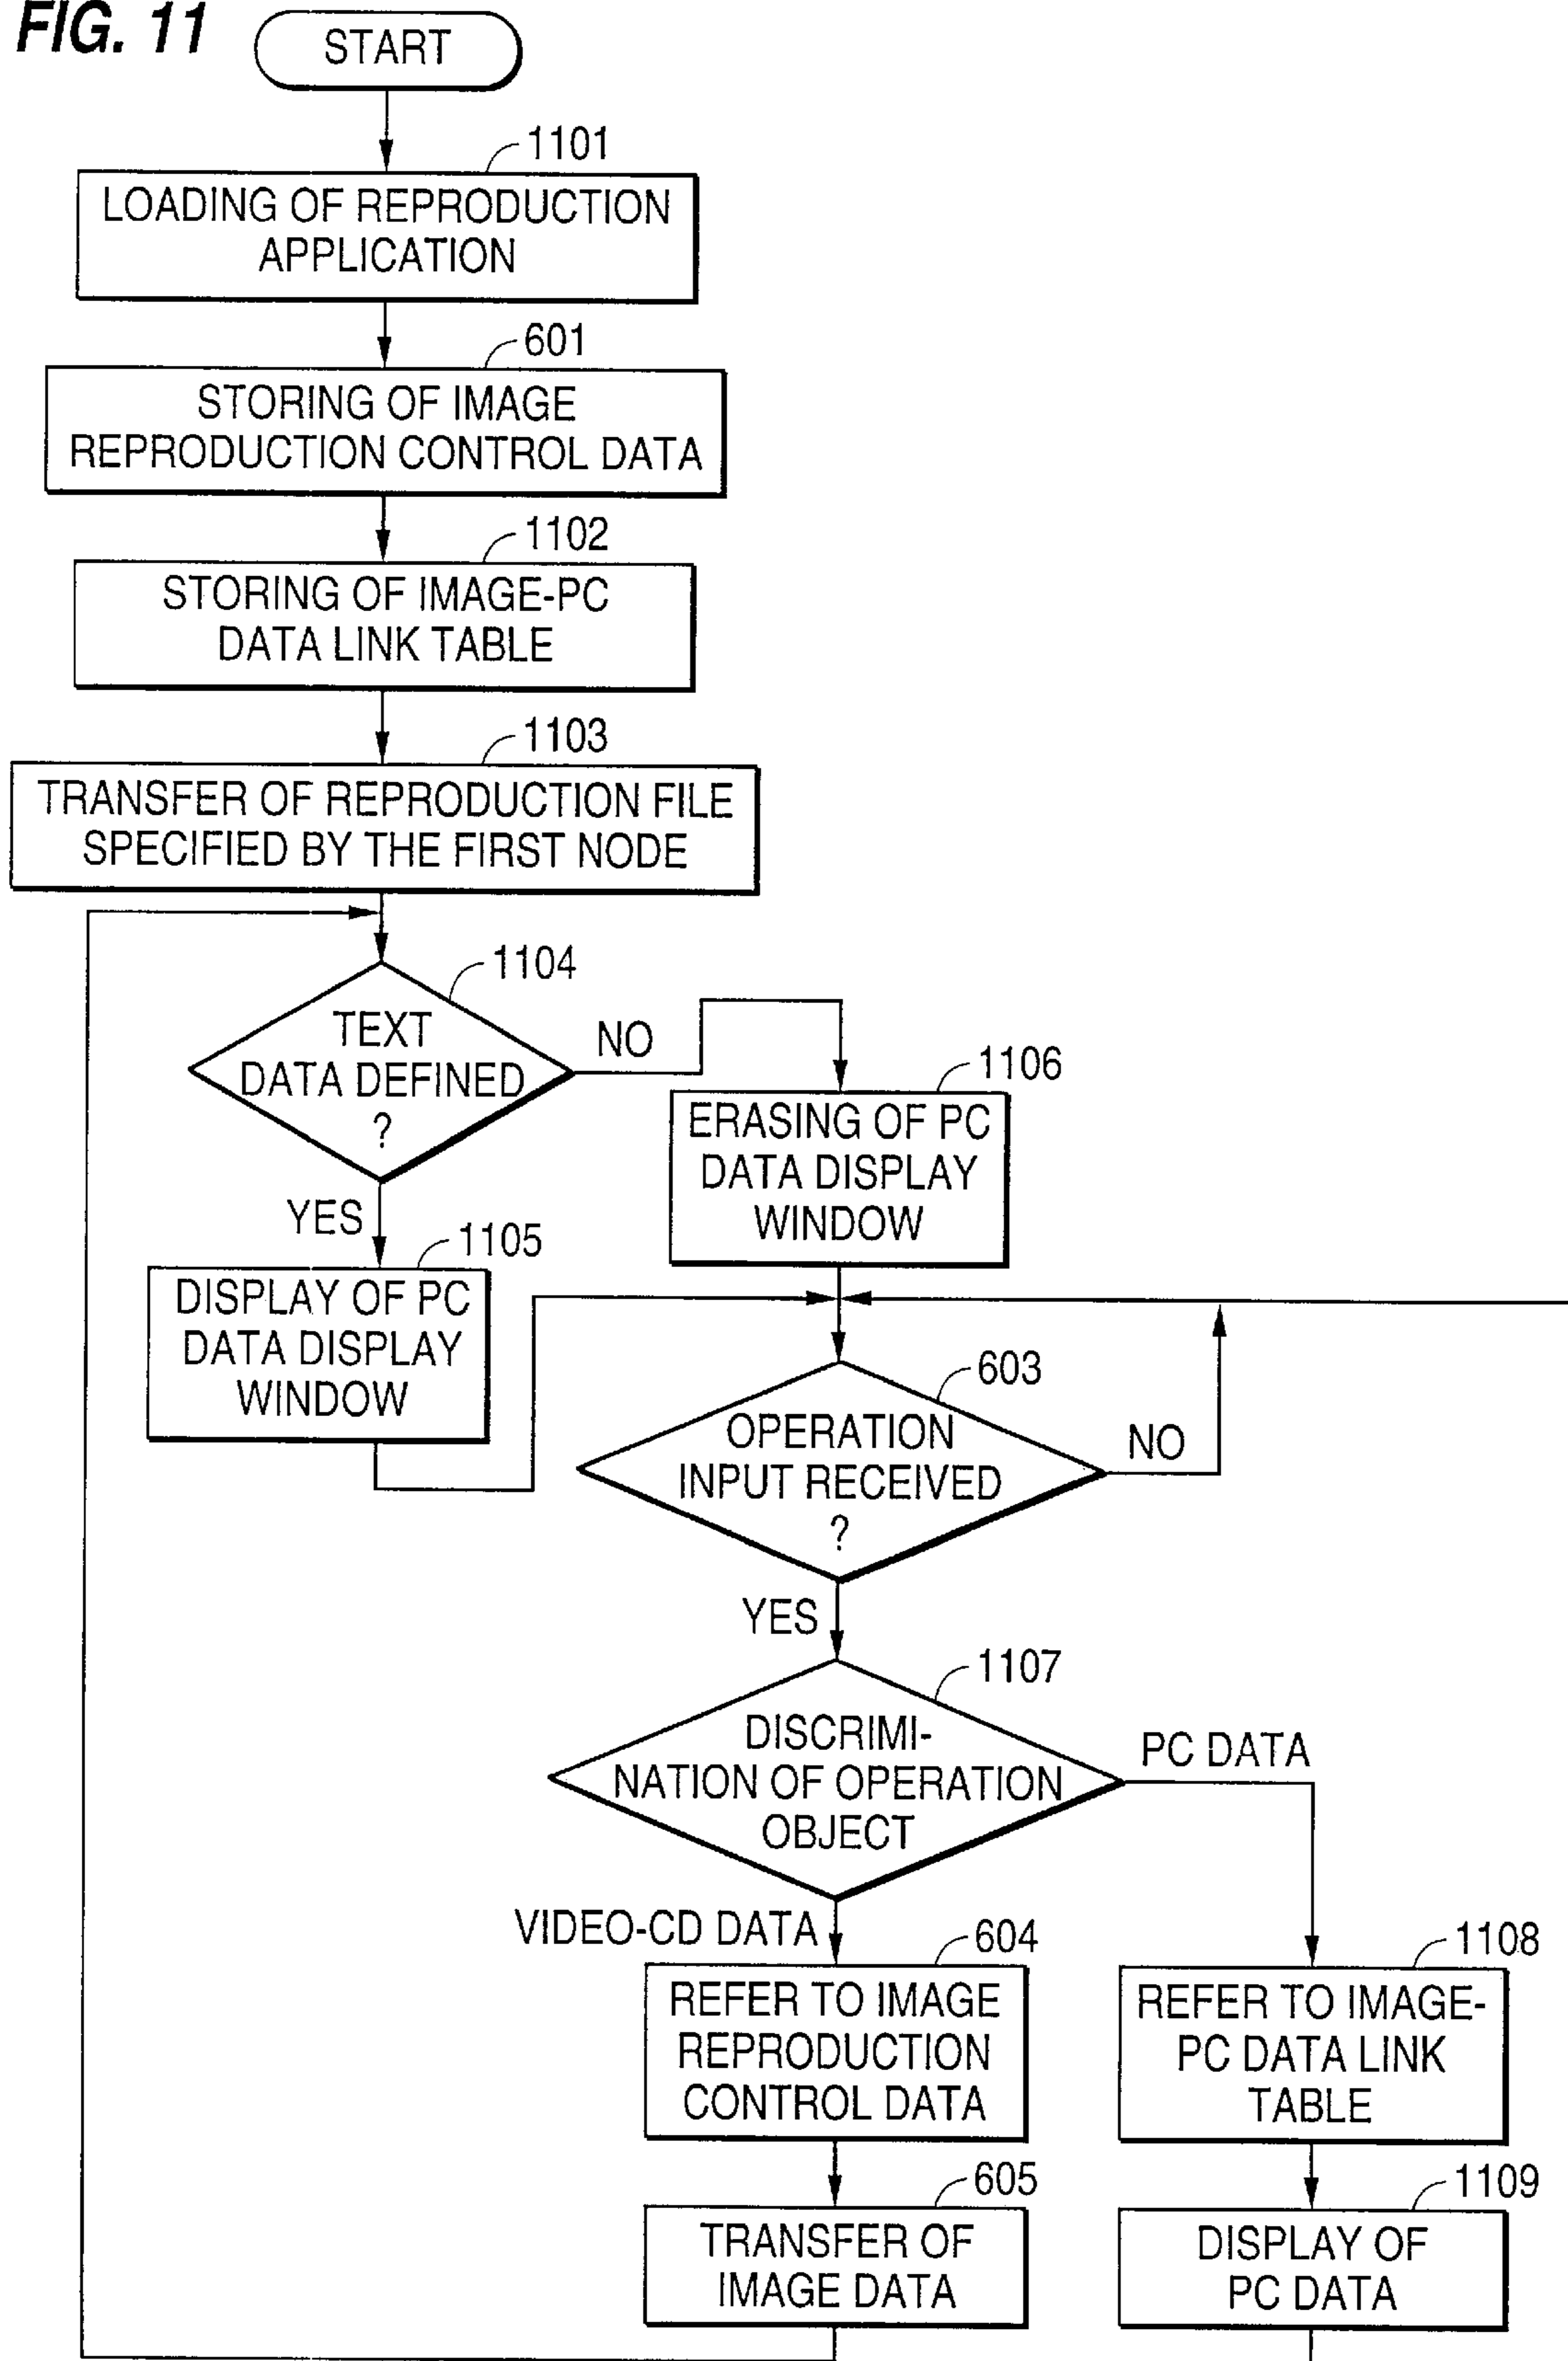 FIG. 11
START
1101
LOADING OF REPRODUCTION
APPLICATION
601
STORING OF IMAGE
REPRODUCTION CONTROL DATA
1102
STORING OF IMAGE-PC
DATA LINK TABLE
1103
TRANSFER OF REPRODUCTION FILE
SPECIFIED BY THE FIRST NODE
1104
TEXT
DATA DEFINED
?
NO
1106
ERASING OF PC
DATA DISPLAY
WINDOW
YES
1105
DISPLAY OF PC
DATA DISPLAY
WINDOW
603
OPERATION
INPUT RECEIVED
?
NO
YES
1107
DISCRIMI-
NATION OF OPERATION
OBJECT
PC DATA
VIDEO-CD DATA
604
REFER TO IMAGE
REPRODUCTION
CONTROL DATA
1108
REFER TO IMAGE-
PC DATA LINK
TABLE
605
TRANSFER OF
IMAGE DATA
1109
DISPLAY OF
PC DATA